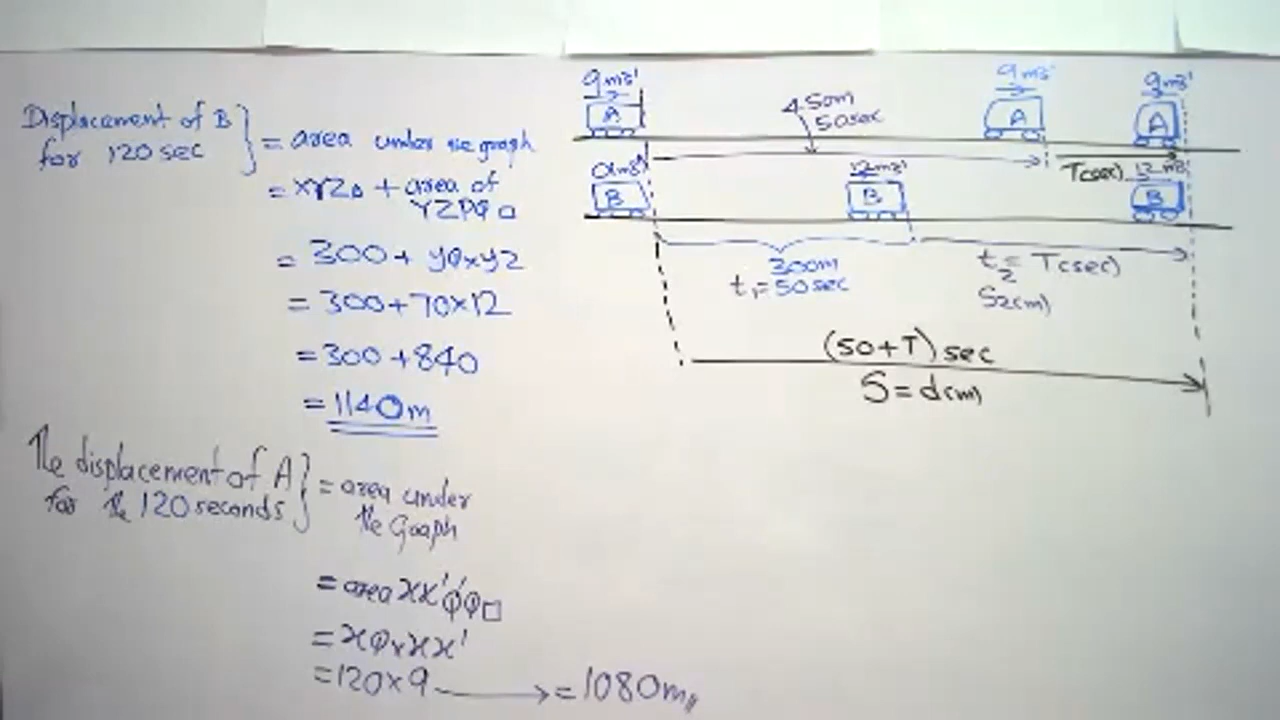 Displacement of B
for 120 sec
= area under the graph
= XYZ△ + area of
YZPQ □
= 300 + YQ×YZ
= 300+70×12
= 300 +840
= 1140m
The displacement of A
for the 120 seconds
= area under
the Graph
= area XX'Q'Q□
= XQ×XX'
= 120×9 → = 1080m
9ms⁻¹
A
9ms⁻¹
A
9ms⁻¹
A
450m
50sec
T(sec)
0ms⁻¹
B
12ms⁻¹
B
12ms⁻¹
B
300m
t₁=50sec
t₂= T(sec)
S₂(m)
(50+T) sec
S= d(m)